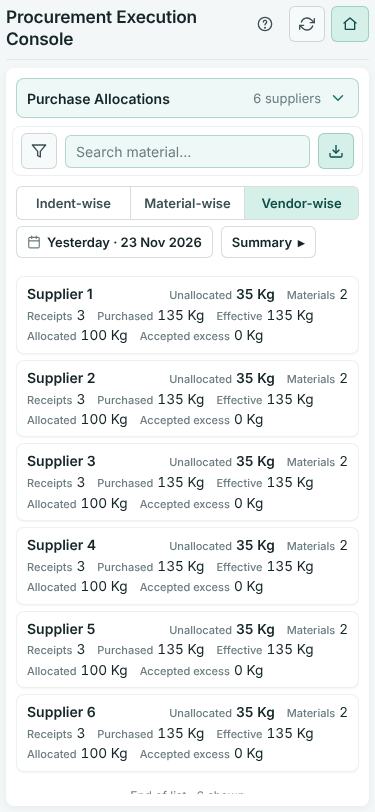 Procurement Execution
Console
Purchase Allocations 6 suppliers
Search material...
Indent-wise Material-wise Vendor-wise
Yesterday · 23 Nov 2026 Summary ▸
Supplier 1 Unallocated 35 Kg Materials 2
Receipts 3 Purchased 135 Kg Effective 135 Kg
Allocated 100 Kg Accepted excess 0 Kg
Supplier 2 Unallocated 35 Kg Materials 2
Receipts 3 Purchased 135 Kg Effective 135 Kg
Allocated 100 Kg Accepted excess 0 Kg
Supplier 3 Unallocated 35 Kg Materials 2
Receipts 3 Purchased 135 Kg Effective 135 Kg
Allocated 100 Kg Accepted excess 0 Kg
Supplier 4 Unallocated 35 Kg Materials 2
Receipts 3 Purchased 135 Kg Effective 135 Kg
Allocated 100 Kg Accepted excess 0 Kg
Supplier 5 Unallocated 35 Kg Materials 2
Receipts 3 Purchased 135 Kg Effective 135 Kg
Allocated 100 Kg Accepted excess 0 Kg
Supplier 6 Unallocated 35 Kg Materials 2
Receipts 3 Purchased 135 Kg Effective 135 Kg
Allocated 100 Kg Accepted excess 0 Kg
End of list · 6 shown